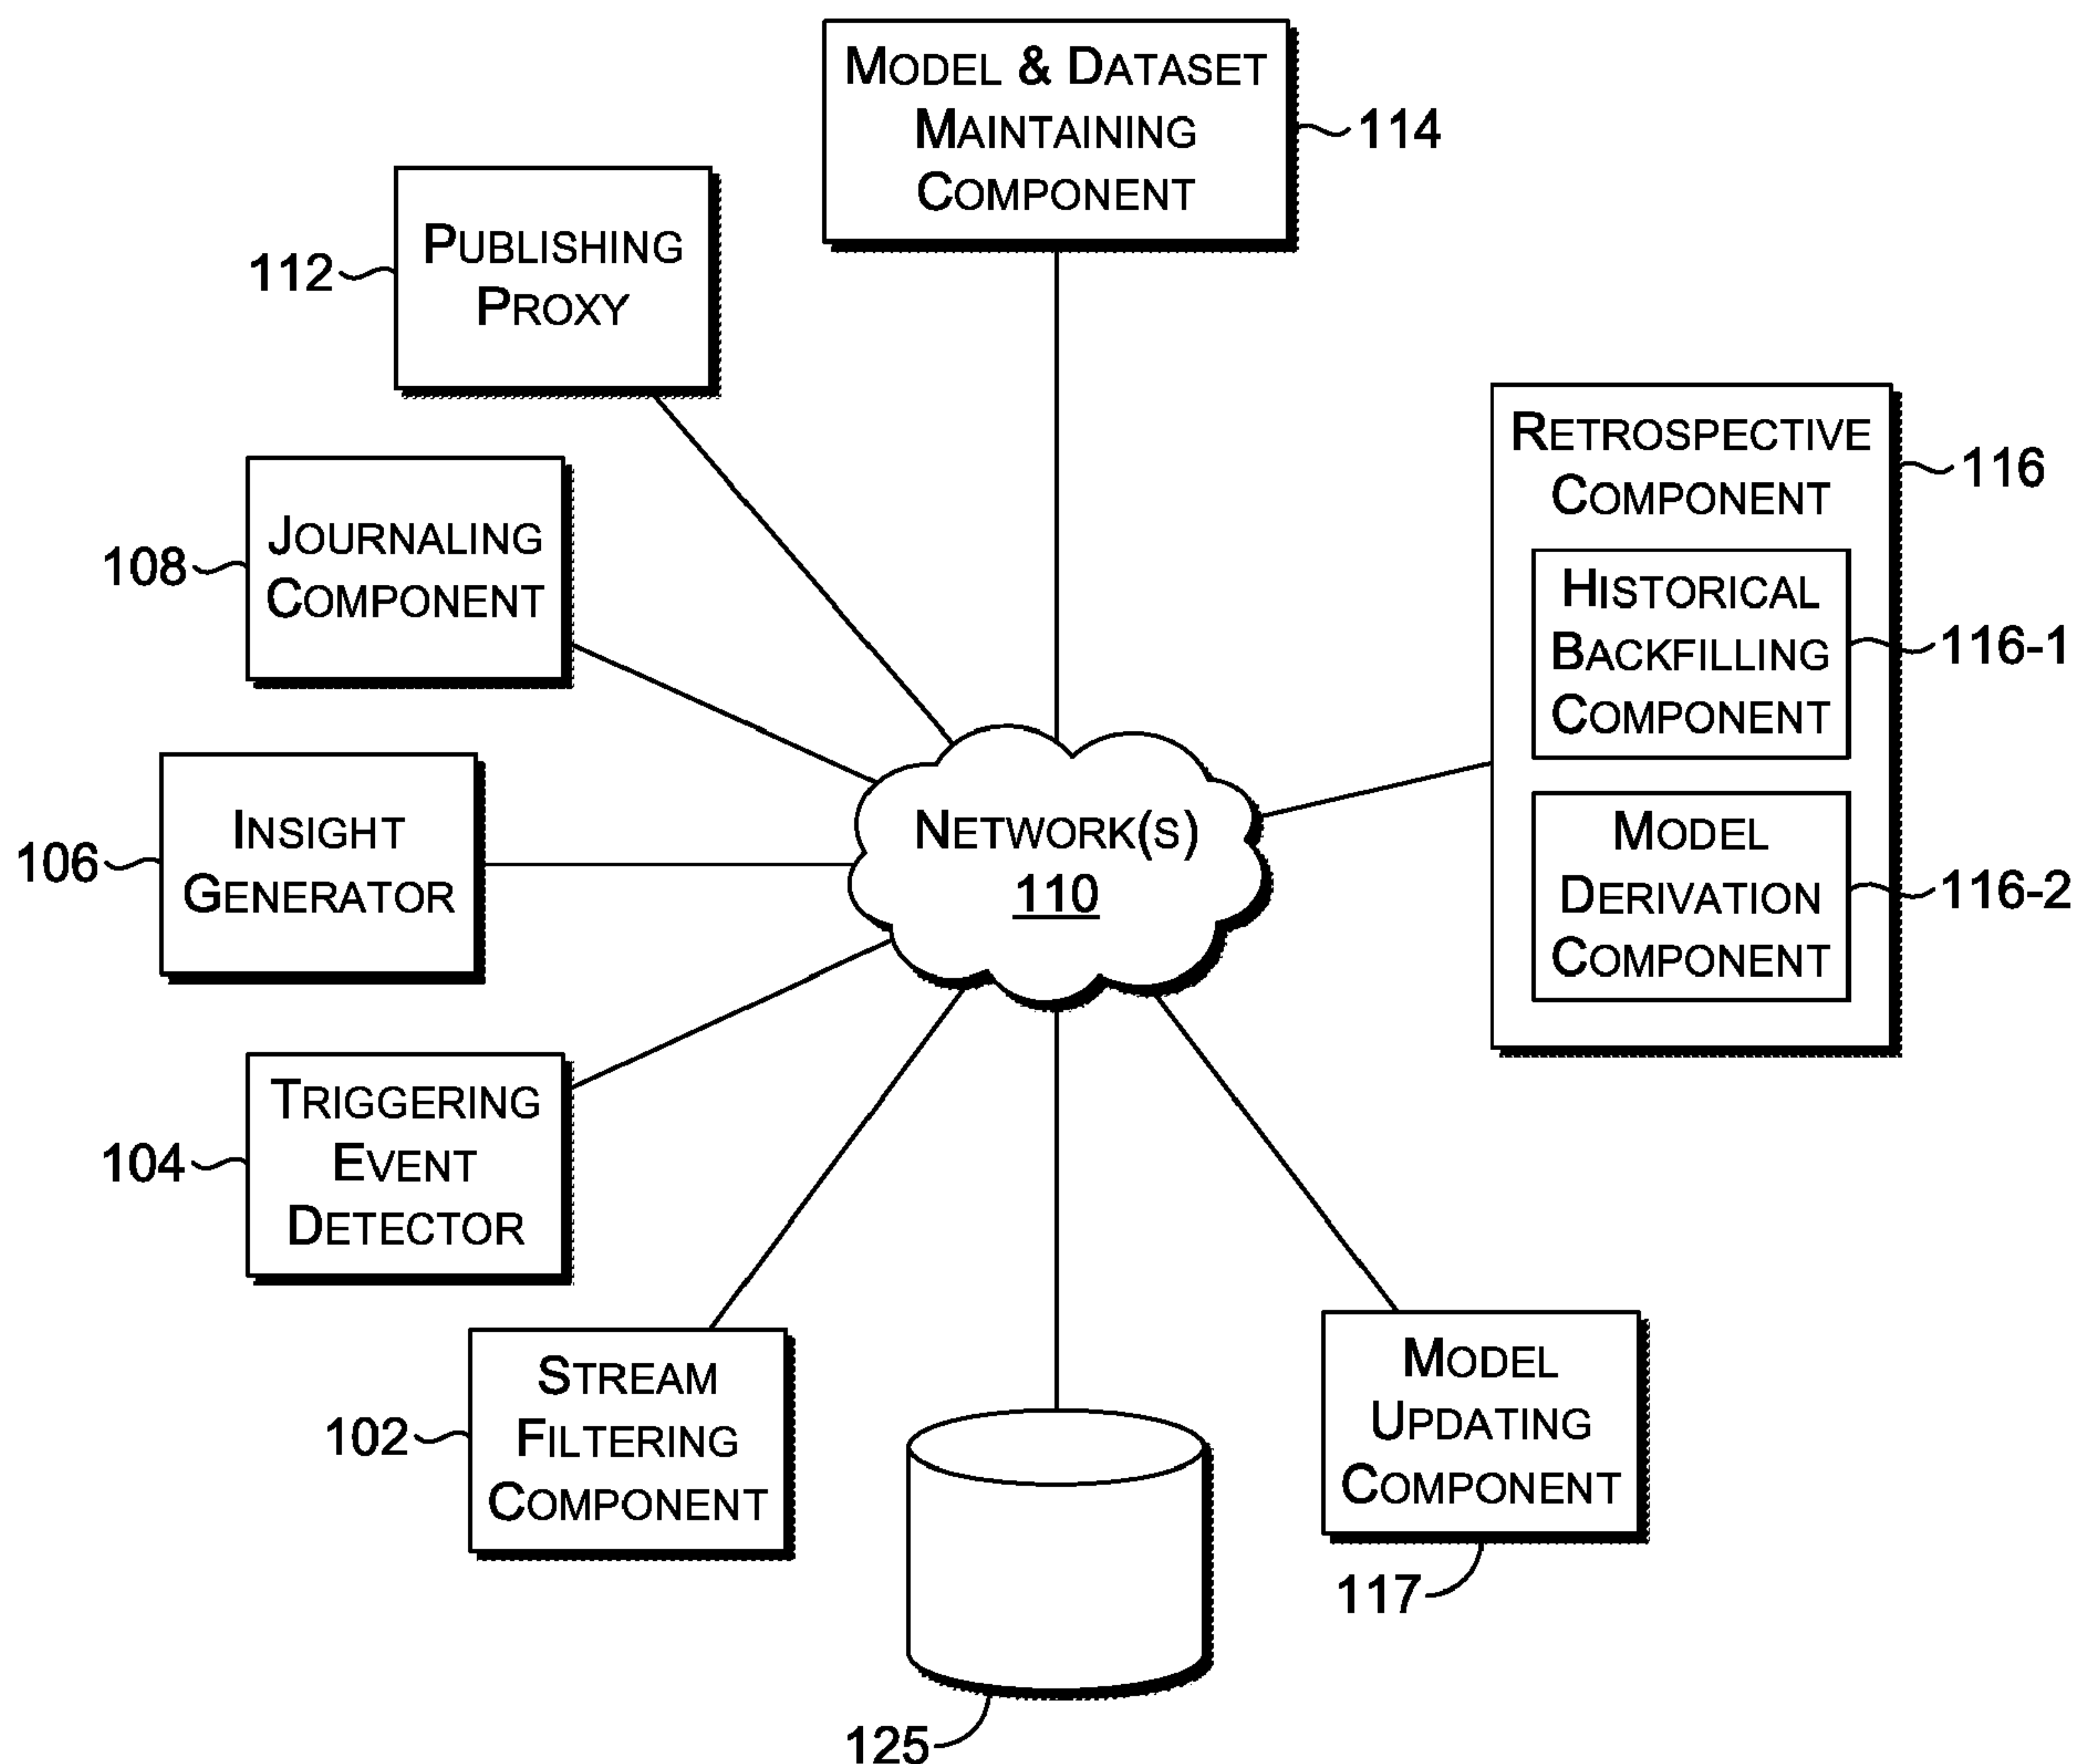 MODEL & DATASET
MAINTAINING
COMPONENT
114
PUBLISHING
PROXY
112
RETROSPECTIVE
COMPONENT
116
HISTORICAL
BACKFILLING
COMPONENT
116-1
MODEL
DERIVATION
COMPONENT
116-2
JOURNALING
COMPONENT
108
INSIGHT
GENERATOR
106
NETWORK(S)
110
TRIGGERING
EVENT
DETECTOR
104
STREAM
FILTERING
COMPONENT
102
MODEL
UPDATING
COMPONENT
117
125